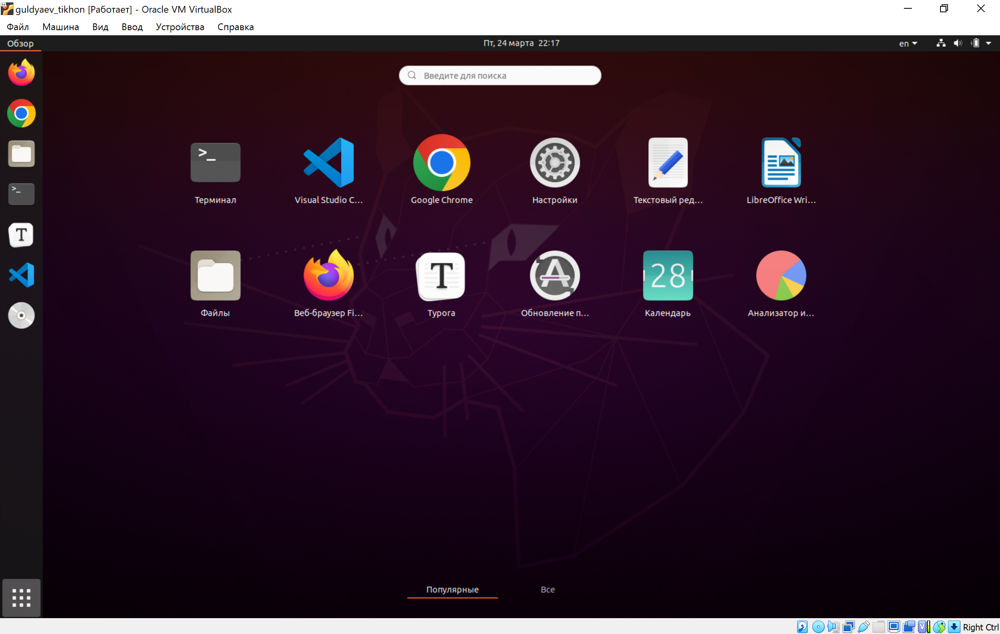 guldyaev_tikhon [Работает] - Oracle VM VirtualBox
Файл Машина Вид Ввод Устройства Справка
Обзор Пт, 24 марта 22:17 en
Введите для поиска
Терминал Visual Studio C... Google Chrome Настройки Текстовый ред... LibreOffice Wri...
28
Файлы Веб-браузер Fi... Typora Обновление п... Календарь Анализатор и...
Популярные Все
Right Ctrl